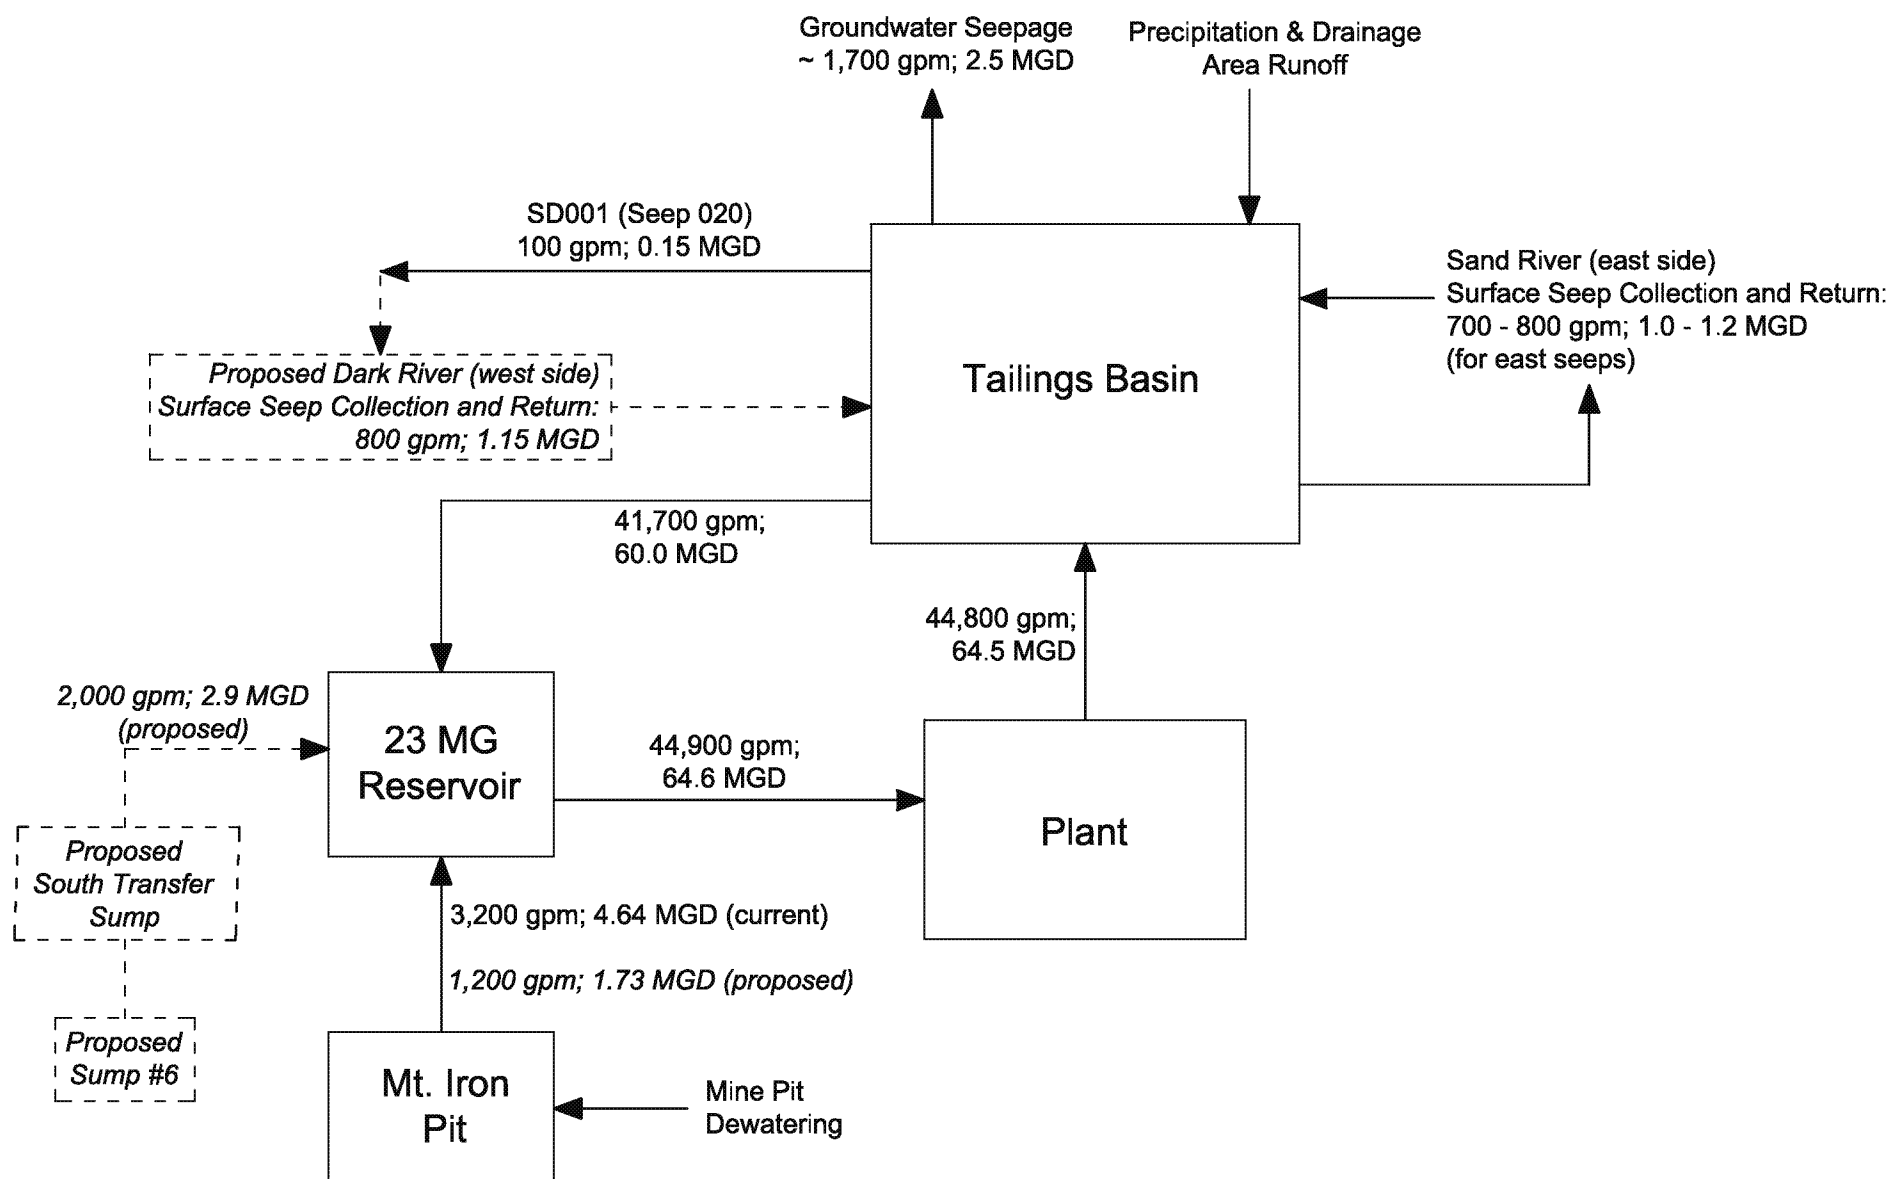 Groundwater Seepage
~ 1,700 gpm; 2.5 MGD
Precipitation & Drainage
Area Runoff
SD001 (Seep 020)
100 gpm; 0.15 MGD
Sand River (east side)
Surface Seep Collection and Return:
700 - 800 gpm; 1.0 - 1.2 MGD
(for east seeps)
Proposed Dark River (west side)
Surface Seep Collection and Return:
800 gpm; 1.15 MGD
Tailings Basin
41,700 gpm;
60.0 MGD
44,800 gpm;
64.5 MGD
2,000 gpm; 2.9 MGD
(proposed)
23 MG
Reservoir
44,900 gpm;
64.6 MGD
Plant
Proposed
South Transfer
Sump
3,200 gpm; 4.64 MGD (current)
1,200 gpm; 1.73 MGD (proposed)
Proposed
Sump #6
Mt. Iron
Pit
Mine Pit
Dewatering